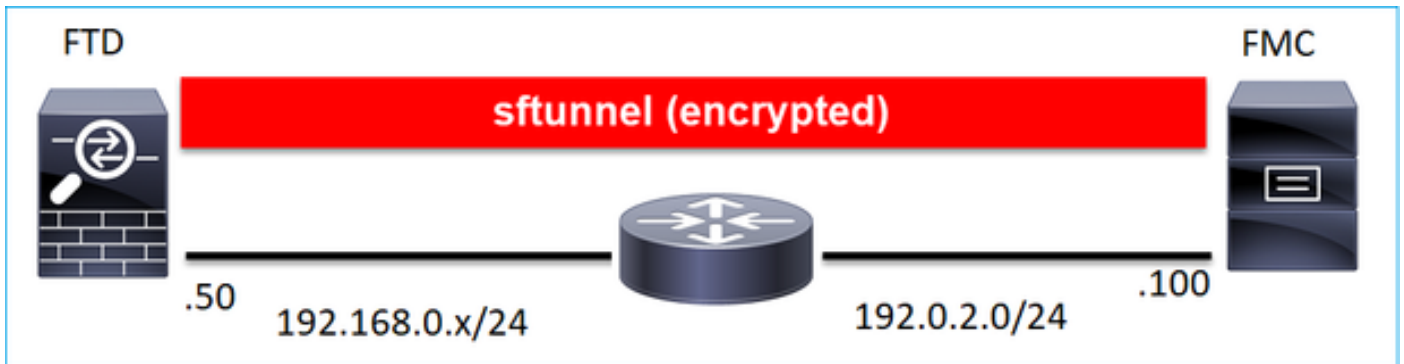 FTD
FMC
sftunnel (encrypted)
.50
.100
192.168.0.x/24
192.0.2.0/24